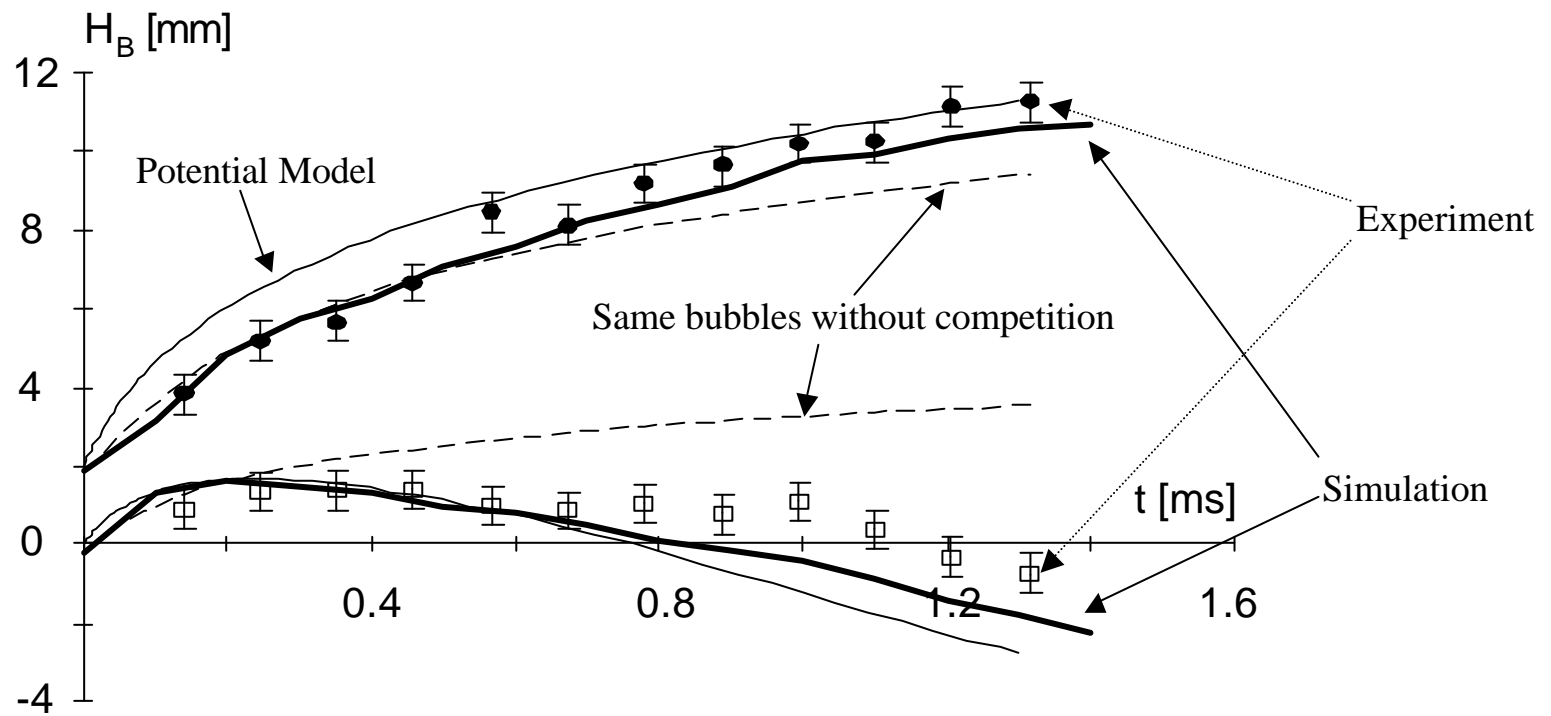 H_B [mm]
12
Potential Model
8
Experiment
Same bubbles without competition
4
t [ms]
Simulation
0
0.4
0.8
1.2
1.6
-4